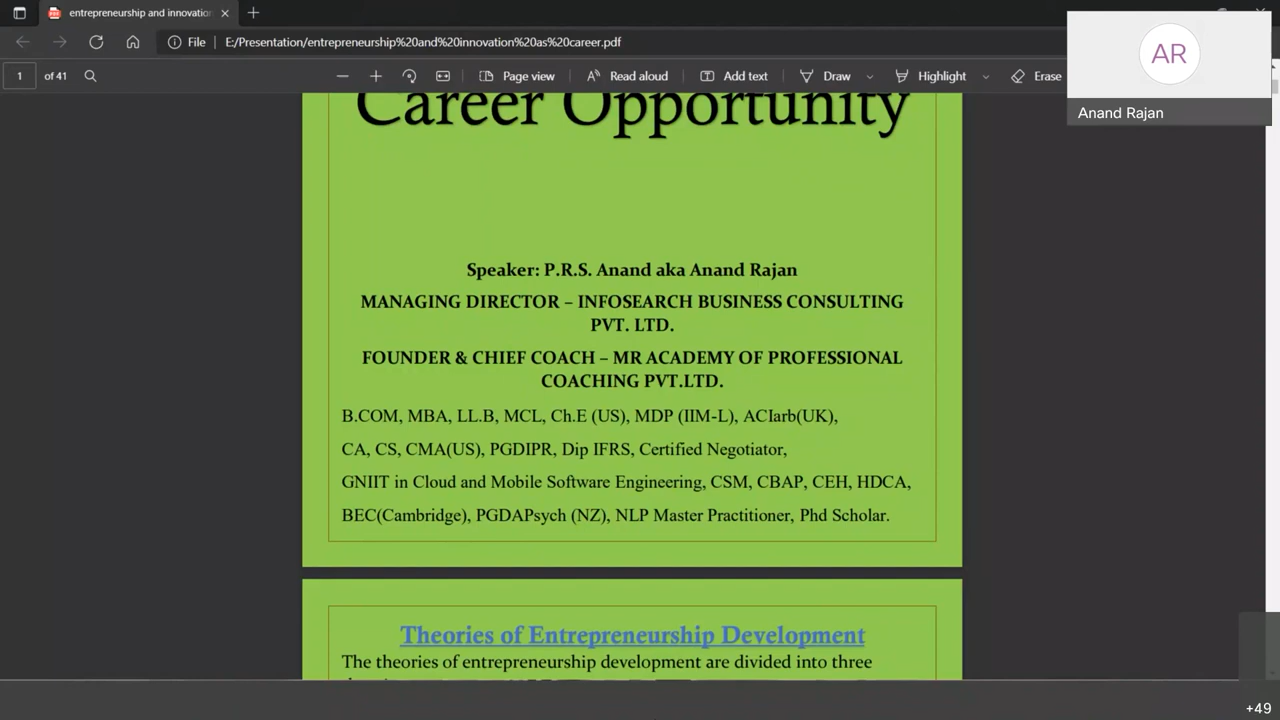 entrepreneurship and innovation
File
E:/Presentation/entrepreneurship%20and%20innovation%20as%20career.pdf
1
of 41
Page view
Read aloud
Add text
Draw
Highlight
Erase
AR
Anand Rajan
Career Opportunity
Speaker: P.R.S. Anand aka Anand Rajan
MANAGING DIRECTOR – INFOSEARCH BUSINESS CONSULTING
PVT. LTD.
FOUNDER & CHIEF COACH – MR ACADEMY OF PROFESSIONAL
COACHING PVT.LTD.
B.COM, MBA, LL.B, MCL, Ch.E (US), MDP (IIM-L), ACIarb(UK),
CA, CS, CMA(US), PGDIPR, Dip IFRS, Certified Negotiator,
GNIIT in Cloud and Mobile Software Engineering, CSM, CBAP, CEH, HDCA,
BEC(Cambridge), PGDAPsych (NZ), NLP Master Practitioner, Phd Scholar.
Theories of Entrepreneurship Development
The theories of entrepreneurship development are divided into three
+49